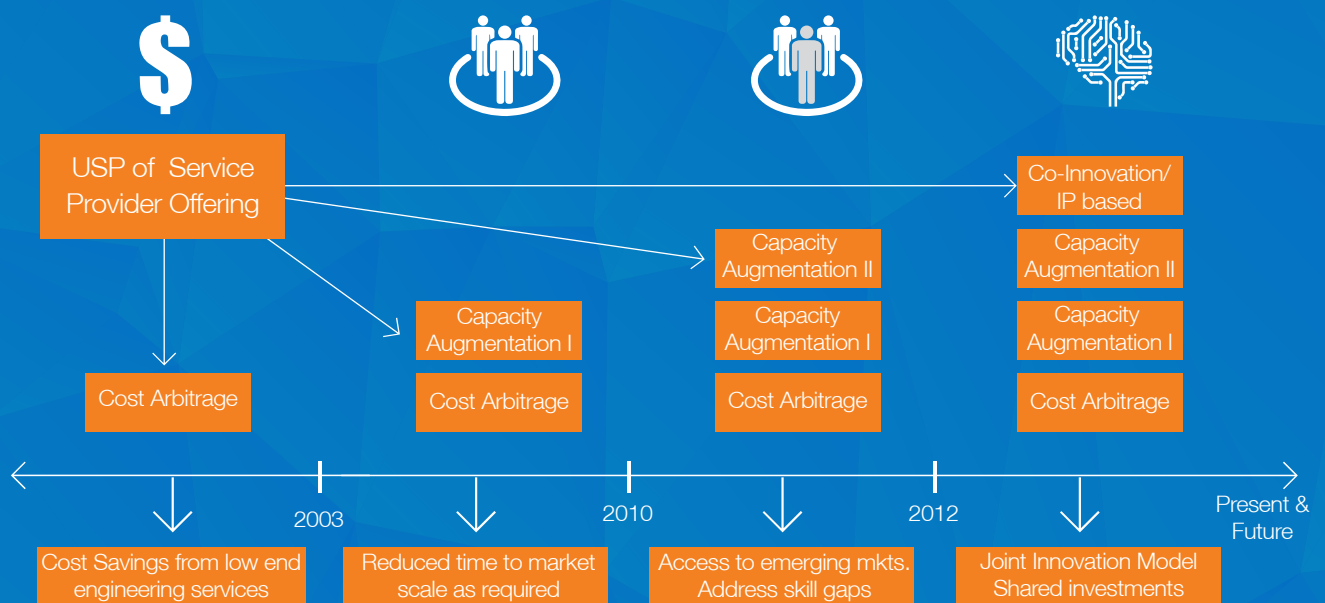 $
USP of Service
Provider Offering
Co-Innovation/
IP based
Capacity
Augmentation II
Capacity
Augmentation II
Capacity
Augmentation I
Capacity
Augmentation I
Capacity
Augmentation I
Cost Arbitrage
Cost Arbitrage
Cost Arbitrage
Cost Arbitrage
2003
2010
2012
Present &
Future
Cost Savings from low end
engineering services
Reduced time to market
scale as required
Access to emerging mkts.
Address skill gaps
Joint Innovation Model
Shared investments